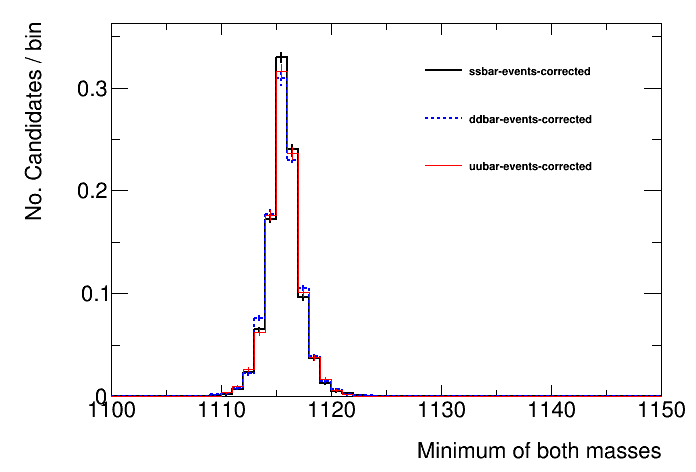 No. Candidates / bin
0.3
0.2
0.1
0
1100
1110
1120
1130
1140
1150
ssbar-events-corrected
ddbar-events-corrected
uubar-events-corrected
Minimum of both masses